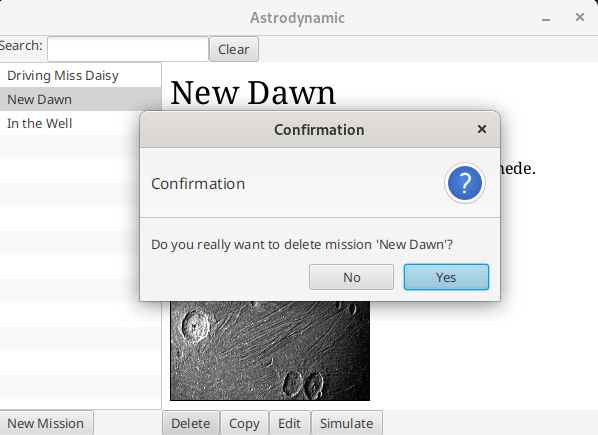 Astrodynamic
Search:
Clear
Driving Miss Daisy
New Dawn
In the Well
New Dawn
Confirmation
Confirmation
?
Do you really want to delete mission 'New Dawn'?
No
Yes
New Mission
Delete
Copy
Edit
Simulate